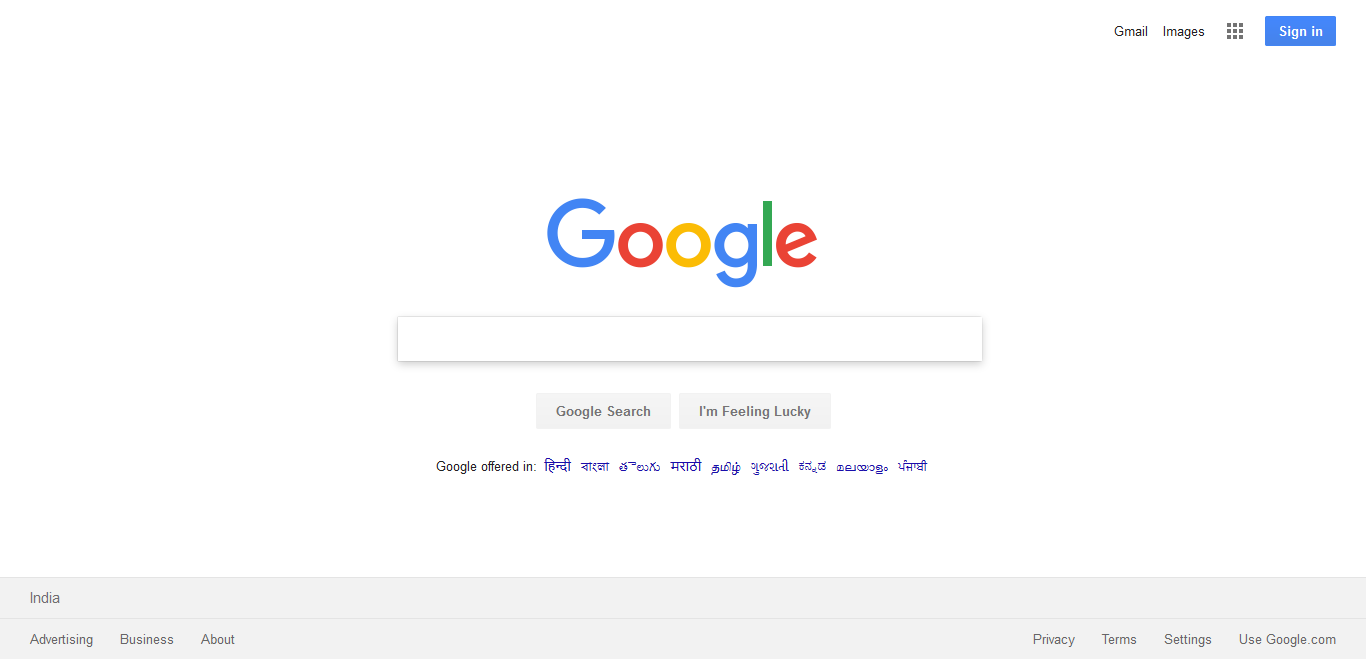 Gmail Images Sign in
Google
Google Search I'm Feeling Lucky
Google offered in: हिन्दी বাংলা తెలుగు मराठी தமிழ் ગુજરાતી ಕನ್ನಡ മലയാളം ਪੰਜਾਬੀ
India
Advertising Business About Privacy Terms Settings Use Google.com